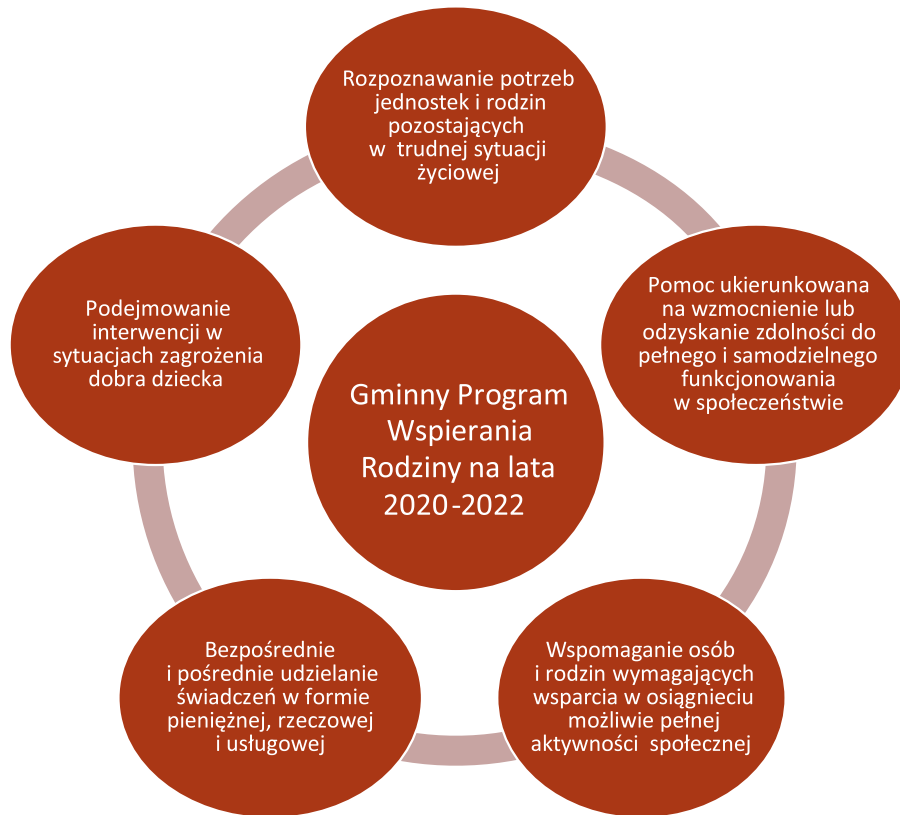 Rozpoznawanie potrzeb
jednostek i rodzin
pozostających
w trudnej sytuacji
życiowej
Pomoc ukierunkowana
na wzmocnienie lub
odzyskanie zdolności do
pełnego i samodzielnego
funkcjonowania
w społeczeństwie
Wspomaganie osób
i rodzin wymagających
wsparcia w osiągnieciu
możliwie pełnej
aktywności społecznej
Bezpośrednie
i pośrednie udzielanie
świadczeń w formie
pieniężnej, rzeczowej
i usługowej
Podejmowanie
interwencji w
sytuacjach zagrożenia
dobra dziecka
Gminny Program
Wspierania
Rodziny na lata
2020-2022